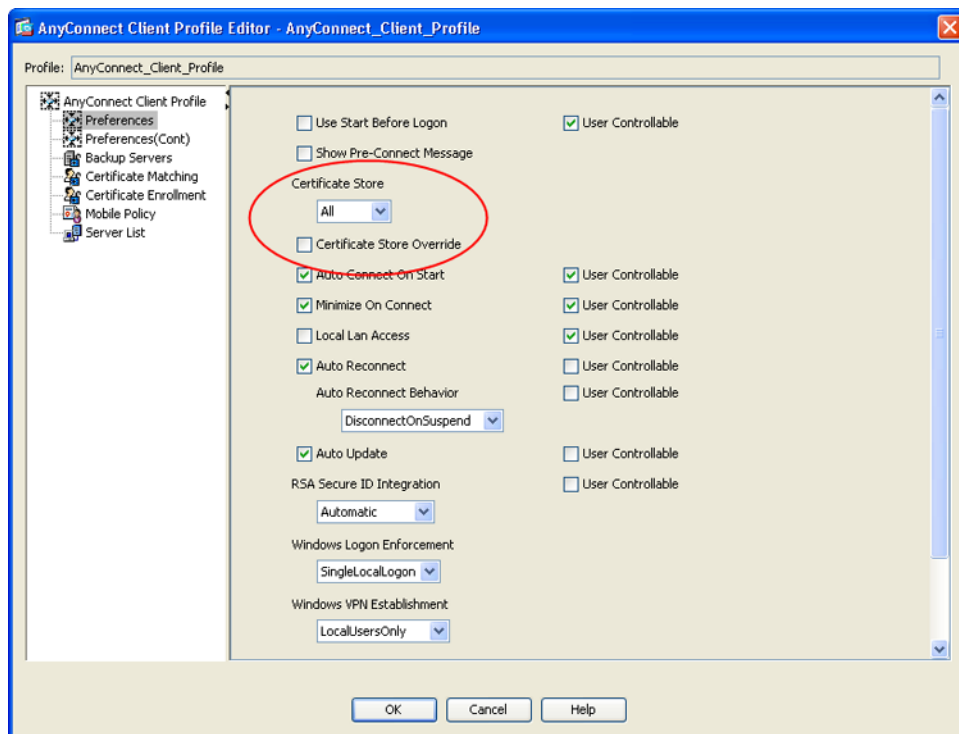 AnyConnect Client Profile Editor - AnyConnect_Client_Profile
Profile: AnyConnect_Client_Profile
AnyConnect Client Profile
Preferences
Preferences(Cont)
Backup Servers
Certificate Matching
Certificate Enrollment
Mobile Policy
Server List
Use Start Before Logon User Controllable
Show Pre-Connect Message
Certificate Store
All
Certificate Store Override
Auto Connect On Start User Controllable
Minimize On Connect User Controllable
Local Lan Access User Controllable
Auto Reconnect User Controllable
Auto Reconnect Behavior User Controllable
DisconnectOnSuspend
Auto Update User Controllable
RSA Secure ID Integration User Controllable
Automatic
Windows Logon Enforcement
SingleLocalLogon
Windows VPN Establishment
LocalUsersOnly
OK Cancel Help